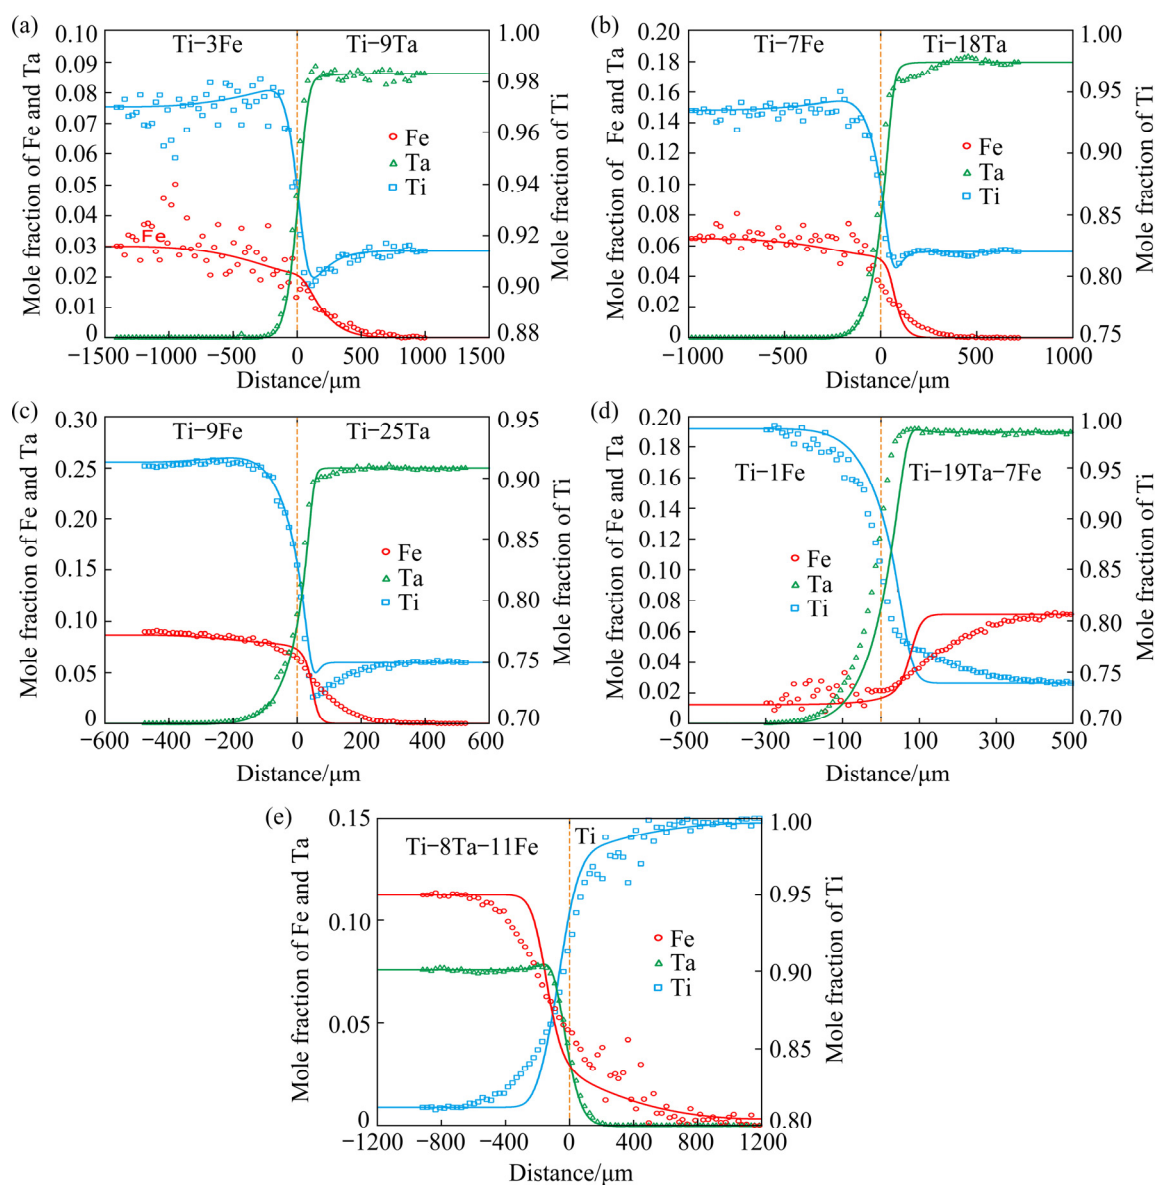 (a)
Ti−3Fe
Ti−9Ta
Mole fraction of Fe and Ta
0.10
0.09
0.08
0.07
0.06
0.05
0.04
0.03
0.02
0.01
0
Fe
Fe
Ta
Ti
1.00
0.98
0.96
0.94
0.92
0.90
0.88
Mole fraction of Ti
−1500
−1000
−500
0
500
1000
1500
Distance/μm
(b)
Ti−7Fe
Ti−18Ta
Mole fraction of Fe and Ta
0.20
0.18
0.16
0.14
0.12
0.10
0.08
0.06
0.04
0.02
0
Fe
Ta
Ti
1.00
0.95
0.90
0.85
0.80
0.75
Mole fraction of Ti
−1000
−500
0
500
1000
Distance/μm
(c)
Ti−9Fe
Ti−25Ta
Mole fraction of Fe and Ta
0.30
0.25
0.20
0.15
0.10
0.05
0
Fe
Ta
Ti
0.95
0.90
0.85
0.80
0.75
0.70
Mole fraction of Ti
−600
−400
−200
0
200
400
600
Distance/μm
(d)
Ti−1Fe
Ti−19Ta−7Fe
Mole fraction of Fe and Ta
0.20
0.18
0.16
0.14
0.12
0.10
0.08
0.06
0.04
0.02
0.00
Fe
Ta
Ti
1.00
0.95
0.90
0.85
0.80
0.75
0.70
Mole fraction of Ti
−500
−300
−100
100
300
500
Distance/μm
(e)
Ti−8Ta−11Fe
Ti
Mole fraction of Fe and Ta
0.15
0.10
0.05
0
Fe
Ta
Ti
1.00
0.95
0.90
0.85
0.80
Mole fraction of Ti
−1200
−800
−400
0
400
800
1200
Distance/μm